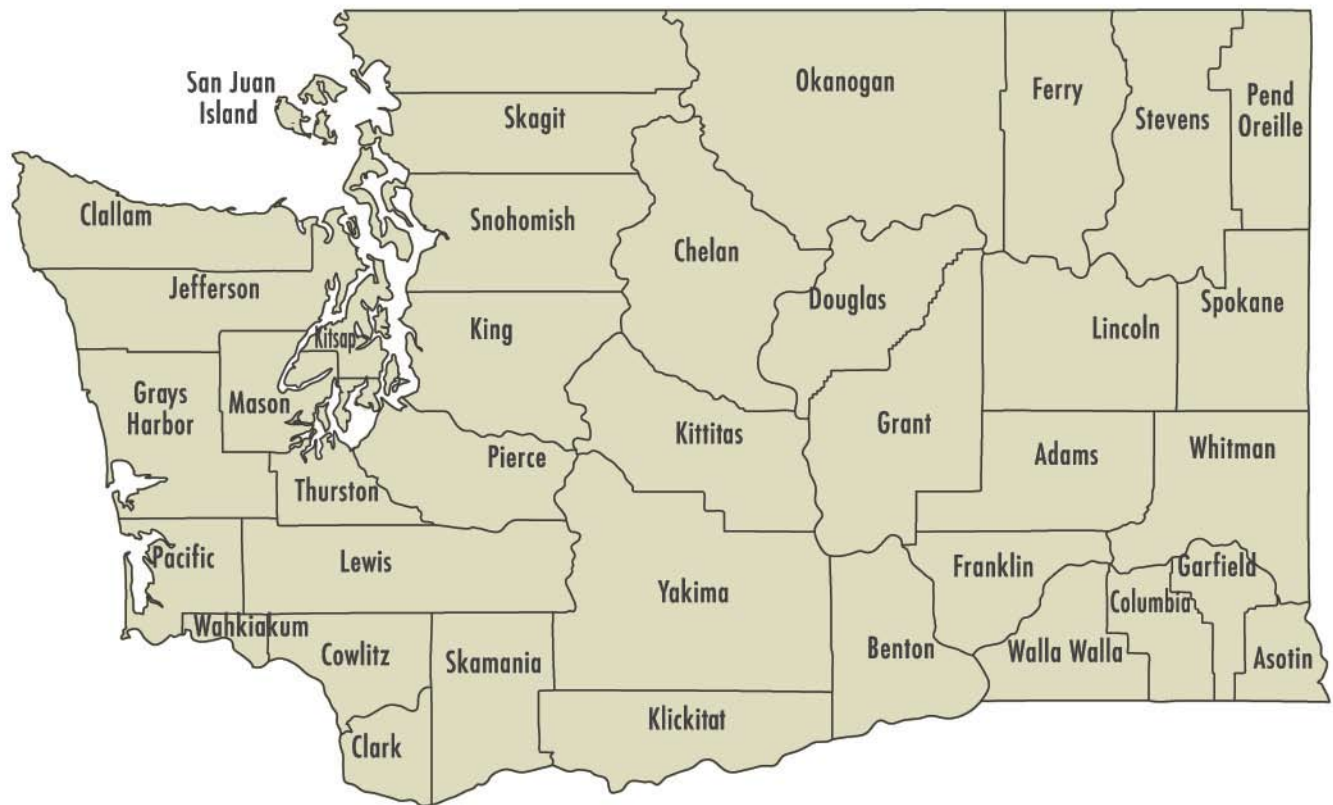 San Juan
Island
Skagit
Okanogan
Ferry
Stevens
Pend
Oreille
Clallam
Snohomish
Chelan
Jefferson
Douglas
Spokane
King
Kitsap
Lincoln
Grays
Harbor
Mason
Kittitas
Grant
Pierce
Adams
Whitman
Thurston
Pacific
Lewis
Yakima
Franklin
Garfield
Columbia
Wahkiakum
Cowlitz
Skamania
Benton
Walla Walla
Asotin
Klickitat
Clark